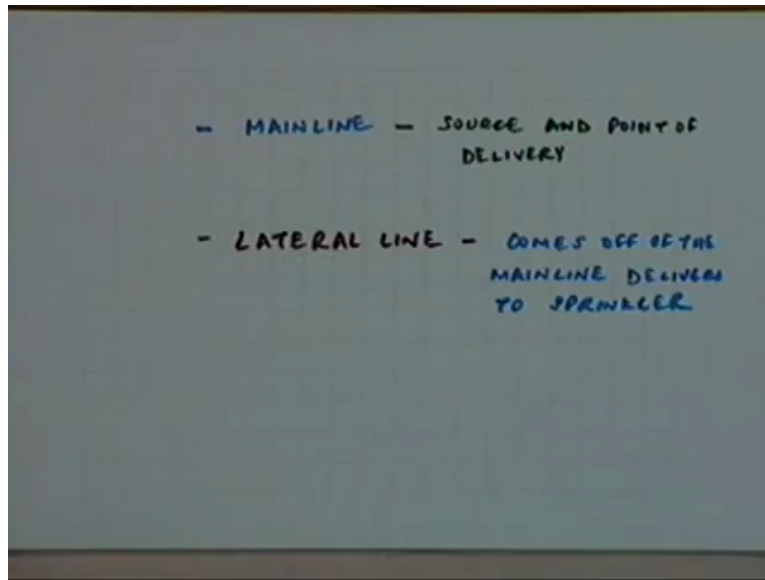 - MAINLINE - SOURCE AND POINT OF
DELIVERY
- LATERAL LINE - COMES OFF OF THE
MAINLINE DELIVERS
TO SPRINKLER